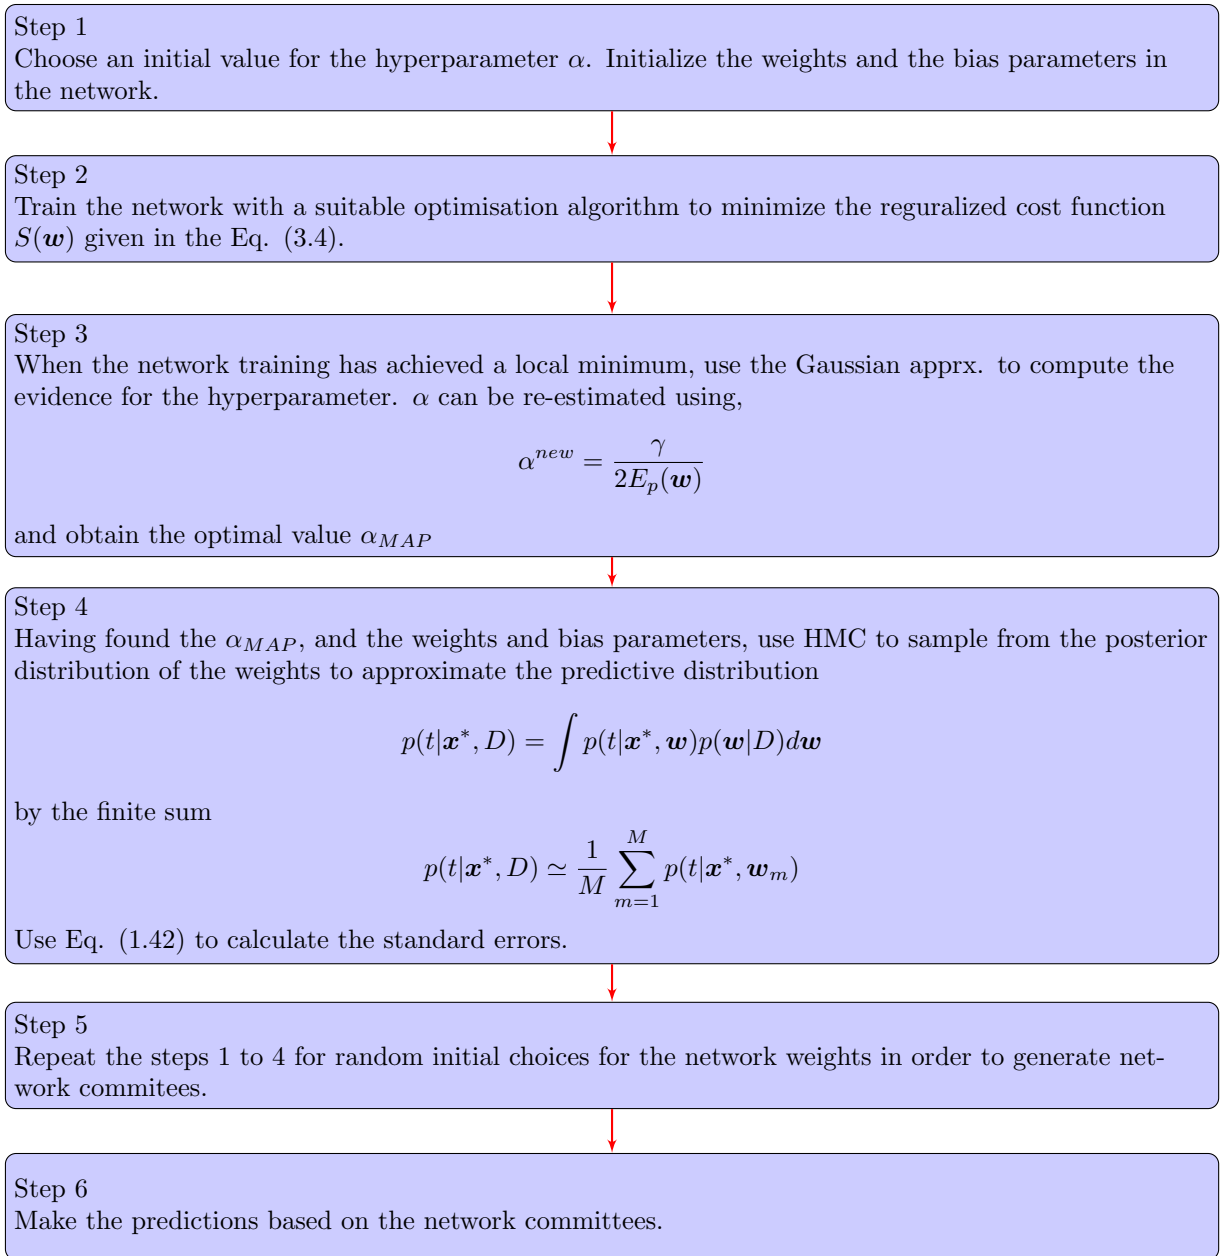 Step 1
Choose an initial value for the hyperparameter α. Initialize the weights and the bias parameters in
the network.
Step 2
Train the network with a suitable optimisation algorithm to minimize the reguralized cost function
S(w) given in the Eq. (3.4).
Step 3
When the network training has achieved a local minimum, use the Gaussian apprx. to compute the
evidence for the hyperparameter. α can be re-estimated using,
α^{new} = \frac{γ}{2E_p(w)}
and obtain the optimal value α_{MAP}
Step 4
Having found the α_{MAP}, and the weights and bias parameters, use HMC to sample from the posterior
distribution of the weights to approximate the predictive distribution
p(t|x^*, D) = ∫ p(t|x^*, w)p(w|D)dw
by the finite sum
p(t|x^*, D) ≃ \frac{1}{M} \sum_{m=1}^{M} p(t|x^*, w_m)
Use Eq. (1.42) to calculate the standard errors.
Step 5
Repeat the steps 1 to 4 for random initial choices for the network weights in order to generate net-
work commitees.
Step 6
Make the predictions based on the network committees.